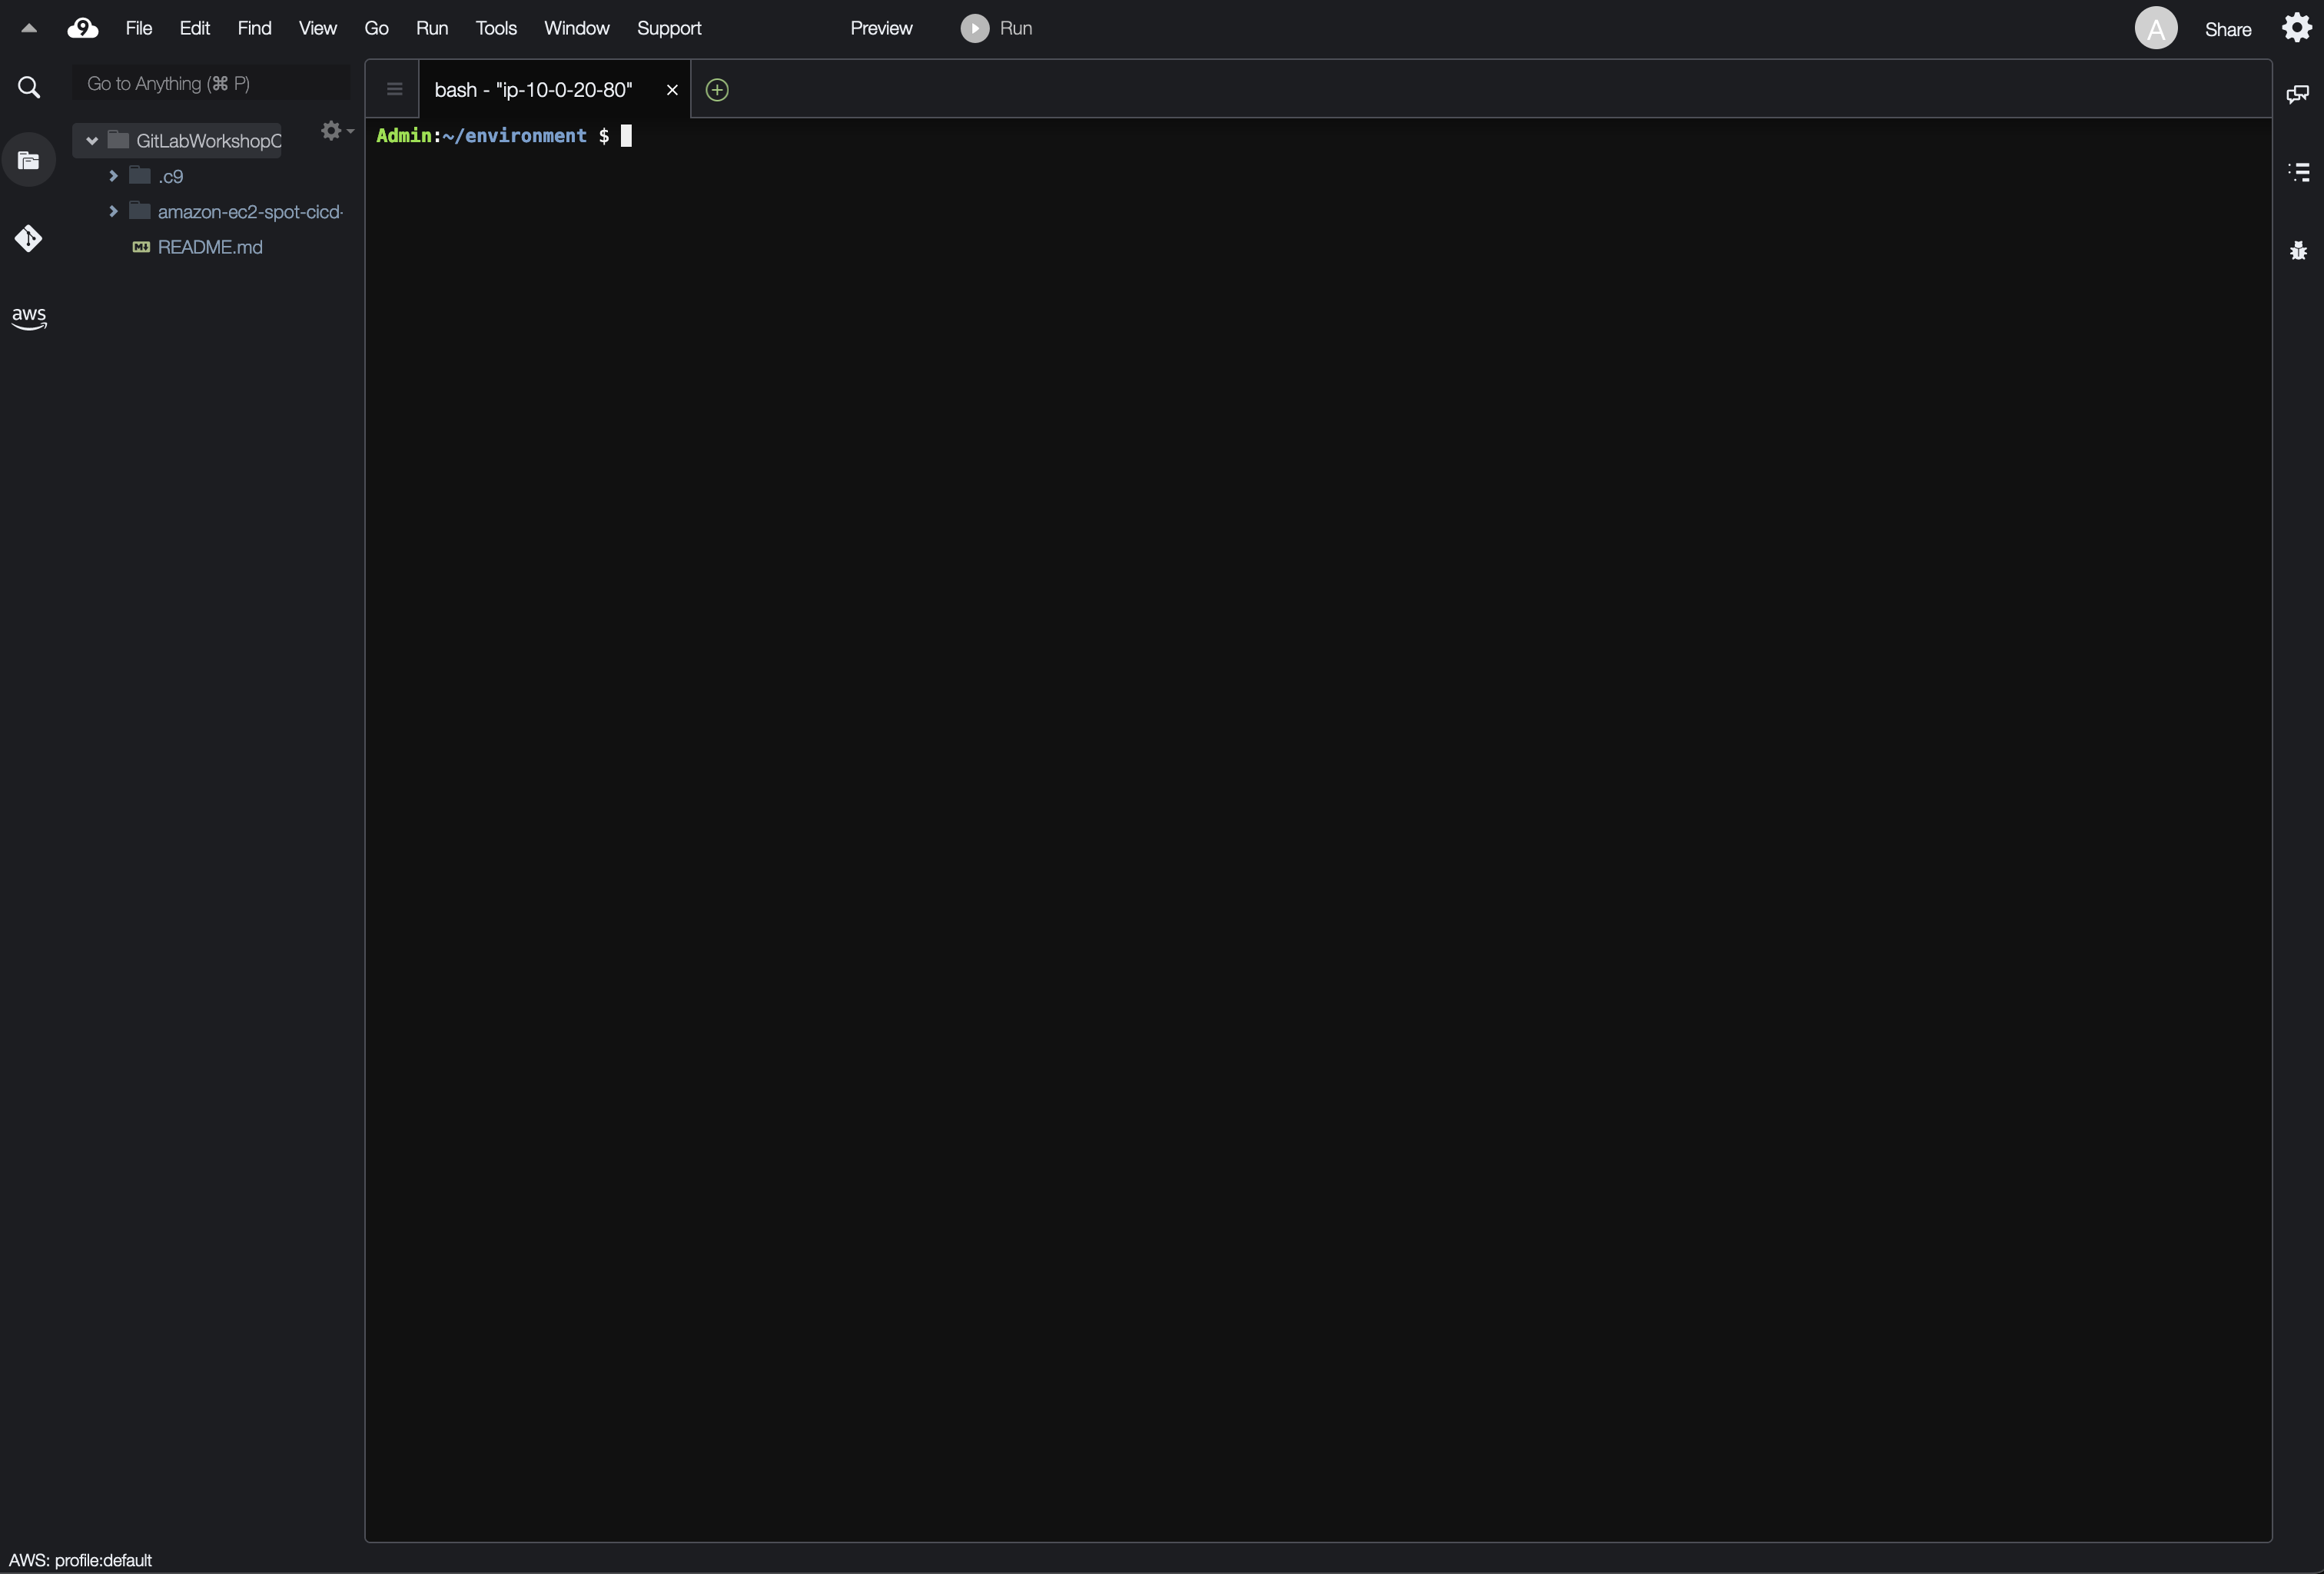 9 File Edit Find View Go Run Tools Window Support Preview Run A Share
Go to Anything (⌘ P)
bash - "ip-10-0-20-80" ×
GitLabWorkshopC
.c9
amazon-ec2-spot-cicd-
README.md
Admin:~/environment $
aws
AWS: profile:default